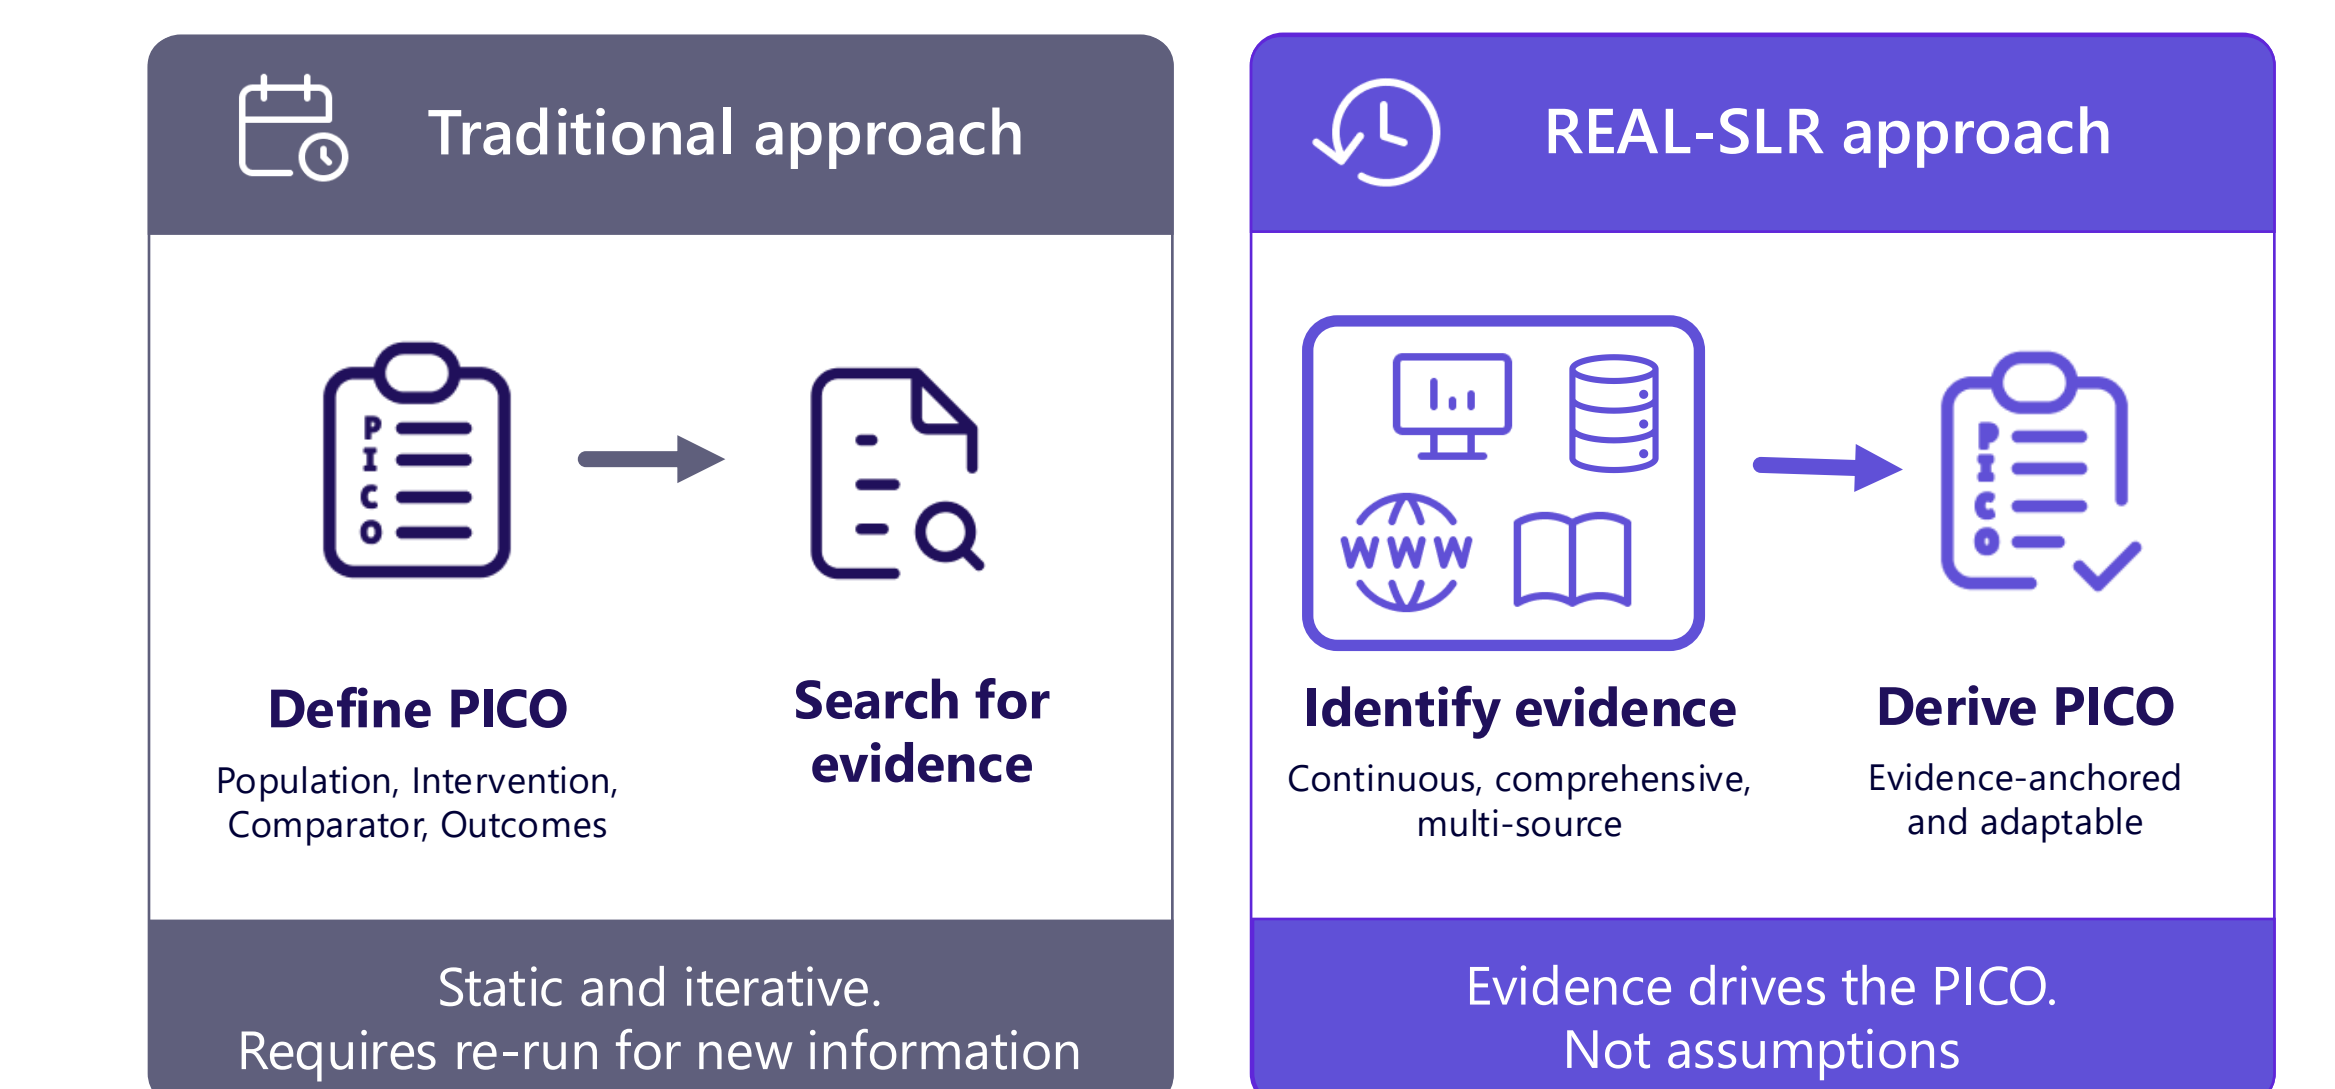 Traditional approach
P
I
C
O
Define PICO
Population, Intervention,
Comparator, Outcomes
Search for
evidence
Static and iterative.
Requires re-run for new information
REAL-SLR approach
WWW
Identify evidence
Continuous, comprehensive,
multi-source
P
I
C
O
Derive PICO
Evidence-anchored
and adaptable
Evidence drives the PICO.
Not assumptions